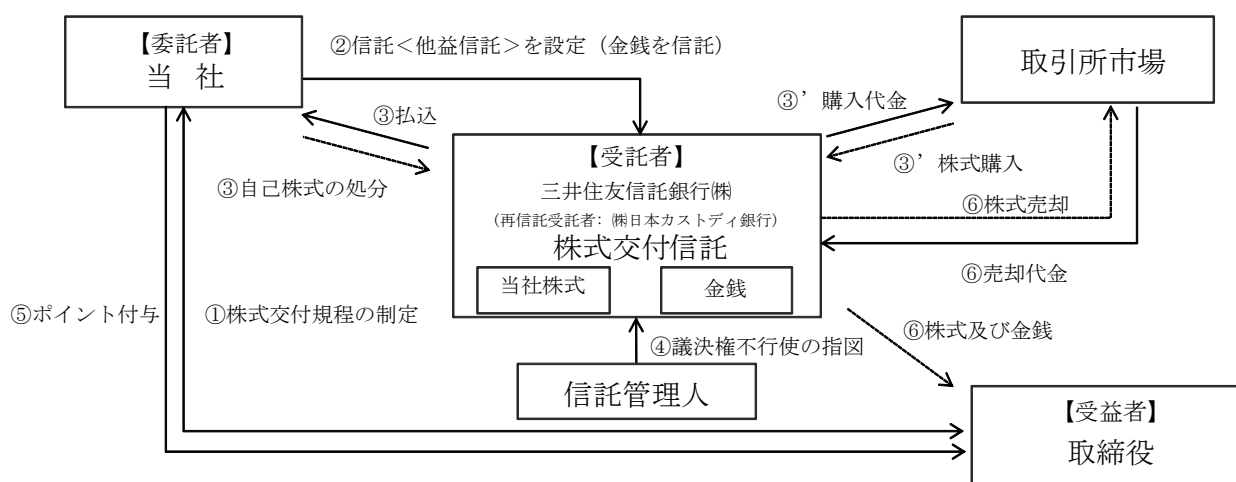 【委託者】
当 社
②信託<他益信託>を設定（金銭を信託）
取引所市場
③払込
③’購入代金
【受託者】
③’株式購入
③自己株式の処分
三井住友信託銀行㈱
(再信託受託者：㈱日本カストディ銀行)
⑥株式売却
株式交付信託
当社株式
金銭
⑥売却代金
⑤ポイント付与
①株式交付規程の制定
④議決権不行使の指図
⑥株式及び金銭
信託管理人
【受益者】
取締役